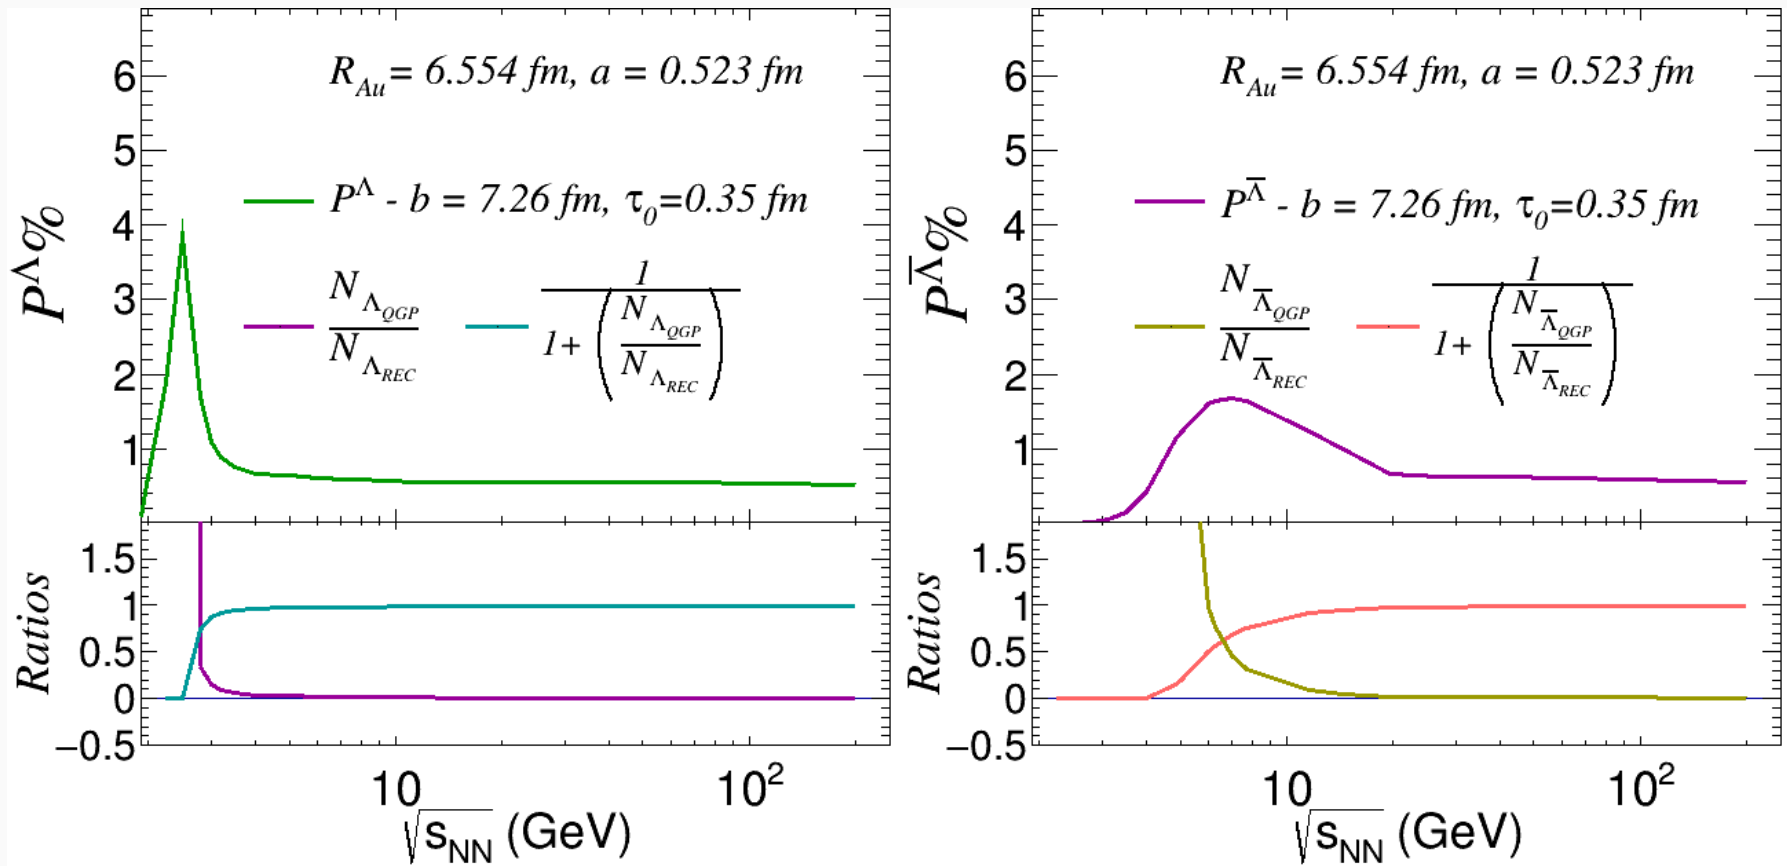 R_Au = 6.554 fm, a = 0.523 fm
P^Λ - b = 7.26 fm, τ_0=0.35 fm
N_Λ_QGP / N_Λ_REC
1 / 1+ ( N_Λ_QGP / N_Λ_REC )
P^Λ%
6
5
4
3
2
1
Ratios
1.5
1
0.5
0
−0.5
10
10^2
√s_NN (GeV)
R_Au = 6.554 fm, a = 0.523 fm
P^Λ̅ - b = 7.26 fm, τ_0=0.35 fm
N_Λ̅_QGP / N_Λ̅_REC
1 / 1+ ( N_Λ̅_QGP / N_Λ̅_REC )
P^Λ̅%
6
5
4
3
2
1
Ratios
1.5
1
0.5
0
−0.5
10
10^2
√s_NN (GeV)